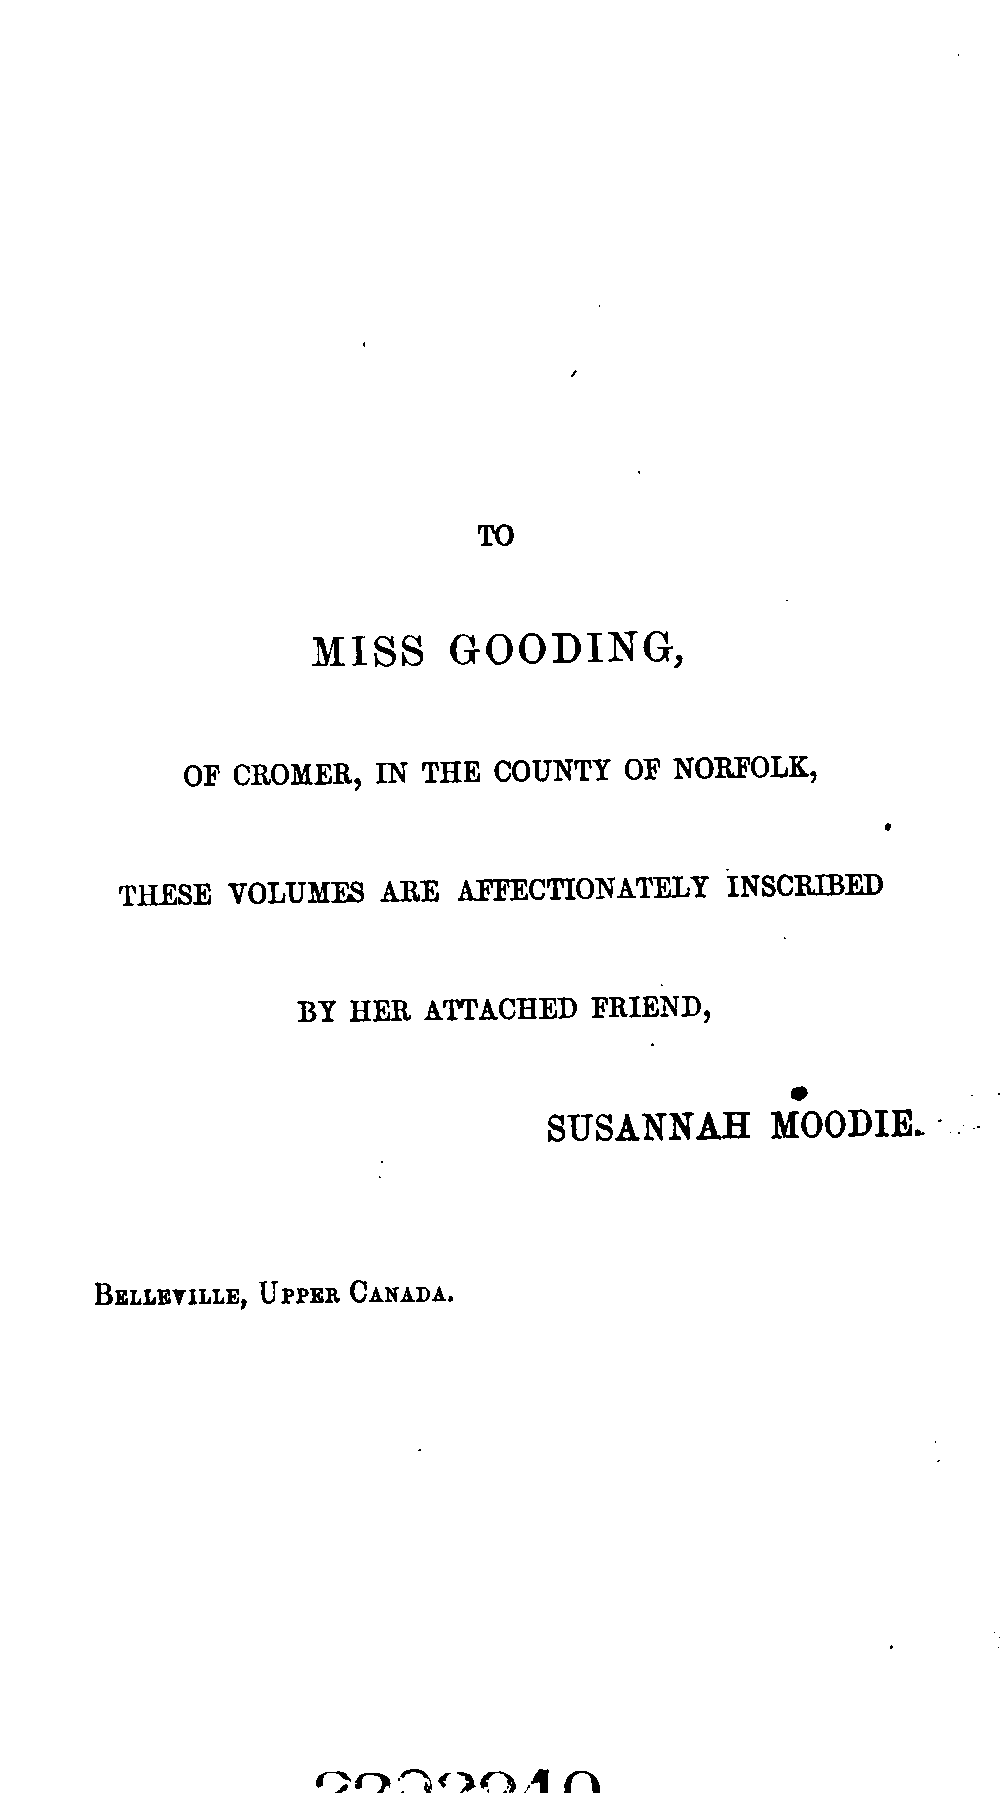 TO
MISS GOODING,
OF CROMER, IN THE COUNTY OF NORFOLK,
THESE VOLUMES ARE AFFECTIONATELY INSCRIBED
BY HER ATTACHED FRIEND,
SUSANNAH MOODIE.
BELLEVILLE, UPPER CANADA.